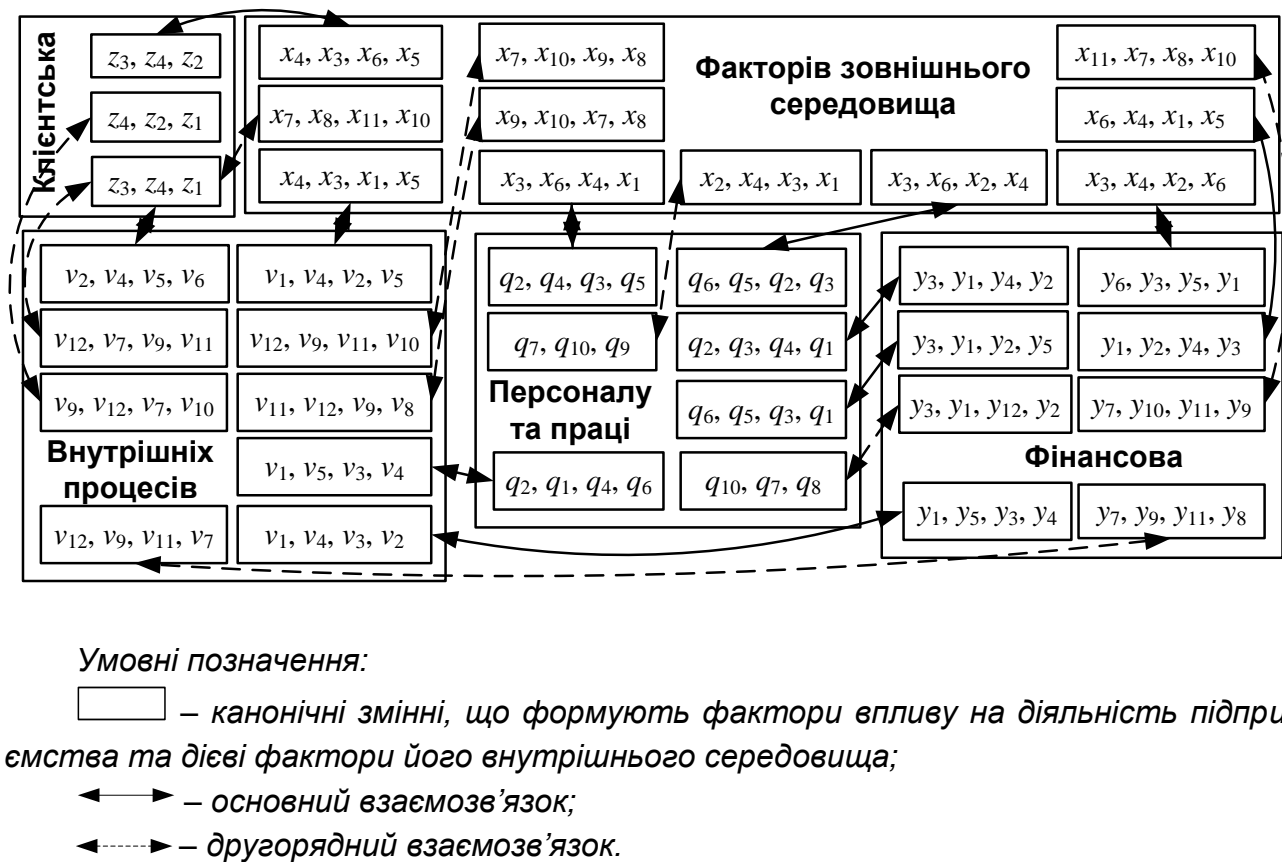 Клієнтська
z3, z4, z2
z4, z2, z1
z3, z4, z1
Факторів зовнішнього
середовища
x4, x3, x6, x5
x7, x10, x9, x8
x11, x7, x8, x10
x7, x8, x11, x10
x9, x10, x7, x8
x6, x4, x1, x5
x4, x3, x1, x5
x3, x6, x4, x1
x2, x4, x3, x1
x3, x6, x2, x4
x3, x4, x2, x6
v2, v4, v5, v6
v1, v4, v2, v5
v12, v7, v9, v11
v12, v9, v11, v10
v9, v12, v7, v10
v11, v12, v9, v8
Внутрішніх
процесів
v1, v5, v3, v4
v12, v9, v11, v7
v1, v4, v3, v2
q2, q4, q3, q5
q6, q5, q2, q3
q7, q10, q9
q2, q3, q4, q1
Персоналу
та праці
q6, q5, q3, q1
q2, q1, q4, q6
q10, q7, q8
y3, y1, y4, y2
y6, y3, y5, y1
y3, y1, y2, y5
y1, y2, y4, y3
y3, y1, y12, y2
y7, y10, y11, y9
Фінансова
y1, y5, y3, y4
y7, y9, y11, y8
Умовні позначення:
– канонічні змінні, що формують фактори впливу на діяльність підпри
ємства та дієві фактори його внутрішнього середовища;
– основний взаємозв'язок;
– другорядний взаємозв'язок.